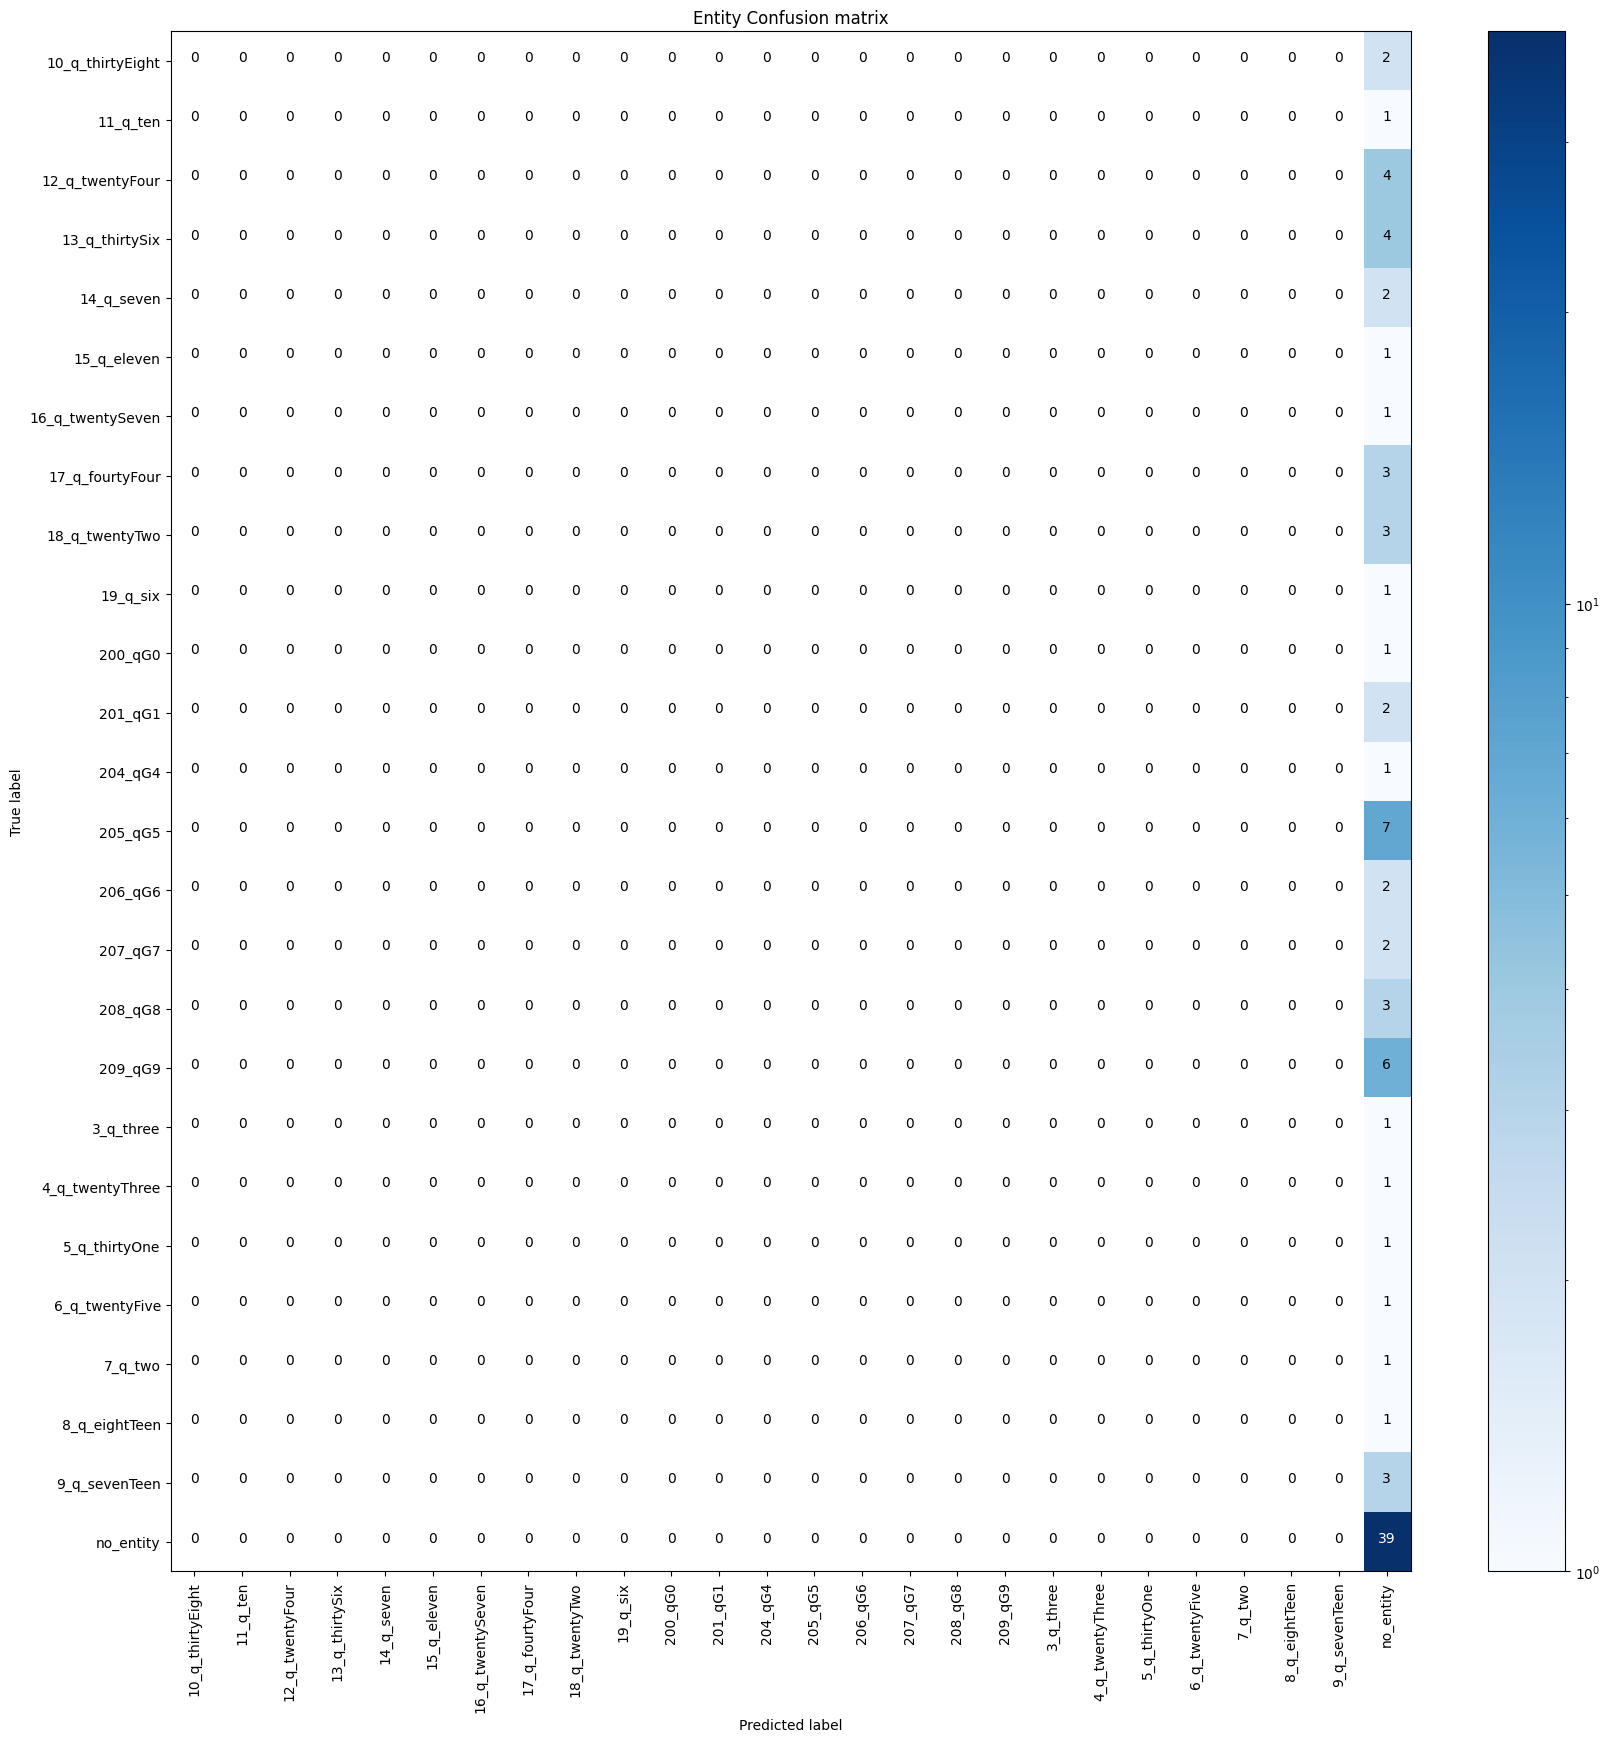 Entity Confusion matrix
10_q_thirtyEight 0 0 0 0 0 0 0 0 0 0 0 0 0 0 0 0 0 0 0 0 0 0 0 0 0 2
11_q_ten 0 0 0 0 0 0 0 0 0 0 0 0 0 0 0 0 0 0 0 0 0 0 0 0 0 1
12_q_twentyFour 0 0 0 0 0 0 0 0 0 0 0 0 0 0 0 0 0 0 0 0 0 0 0 0 0 4
13_q_thirtySix 0 0 0 0 0 0 0 0 0 0 0 0 0 0 0 0 0 0 0 0 0 0 0 0 0 4
14_q_seven 0 0 0 0 0 0 0 0 0 0 0 0 0 0 0 0 0 0 0 0 0 0 0 0 0 2
15_q_eleven 0 0 0 0 0 0 0 0 0 0 0 0 0 0 0 0 0 0 0 0 0 0 0 0 0 1
16_q_twentySeven 0 0 0 0 0 0 0 0 0 0 0 0 0 0 0 0 0 0 0 0 0 0 0 0 0 1
17_q_fourtyFour 0 0 0 0 0 0 0 0 0 0 0 0 0 0 0 0 0 0 0 0 0 0 0 0 0 3
18_q_twentyTwo 0 0 0 0 0 0 0 0 0 0 0 0 0 0 0 0 0 0 0 0 0 0 0 0 0 3
19_q_six 0 0 0 0 0 0 0 0 0 0 0 0 0 0 0 0 0 0 0 0 0 0 0 0 0 1
200_qG0 0 0 0 0 0 0 0 0 0 0 0 0 0 0 0 0 0 0 0 0 0 0 0 0 0 1
201_qG1 0 0 0 0 0 0 0 0 0 0 0 0 0 0 0 0 0 0 0 0 0 0 0 0 0 2
204_qG4 0 0 0 0 0 0 0 0 0 0 0 0 0 0 0 0 0 0 0 0 0 0 0 0 0 1
205_qG5 0 0 0 0 0 0 0 0 0 0 0 0 0 0 0 0 0 0 0 0 0 0 0 0 0 7
206_qG6 0 0 0 0 0 0 0 0 0 0 0 0 0 0 0 0 0 0 0 0 0 0 0 0 0 2
207_qG7 0 0 0 0 0 0 0 0 0 0 0 0 0 0 0 0 0 0 0 0 0 0 0 0 0 2
208_qG8 0 0 0 0 0 0 0 0 0 0 0 0 0 0 0 0 0 0 0 0 0 0 0 0 0 3
209_qG9 0 0 0 0 0 0 0 0 0 0 0 0 0 0 0 0 0 0 0 0 0 0 0 0 0 6
3_q_three 0 0 0 0 0 0 0 0 0 0 0 0 0 0 0 0 0 0 0 0 0 0 0 0 0 1
4_q_twentyThree 0 0 0 0 0 0 0 0 0 0 0 0 0 0 0 0 0 0 0 0 0 0 0 0 0 1
5_q_thirtyOne 0 0 0 0 0 0 0 0 0 0 0 0 0 0 0 0 0 0 0 0 0 0 0 0 0 1
6_q_twentyFive 0 0 0 0 0 0 0 0 0 0 0 0 0 0 0 0 0 0 0 0 0 0 0 0 0 1
7_q_two 0 0 0 0 0 0 0 0 0 0 0 0 0 0 0 0 0 0 0 0 0 0 0 0 0 1
8_q_eightTeen 0 0 0 0 0 0 0 0 0 0 0 0 0 0 0 0 0 0 0 0 0 0 0 0 0 1
9_q_sevenTeen 0 0 0 0 0 0 0 0 0 0 0 0 0 0 0 0 0 0 0 0 0 0 0 0 0 3
no_entity 0 0 0 0 0 0 0 0 0 0 0 0 0 0 0 0 0 0 0 0 0 0 0 0 0 39
True label
10_q_thirtyEight
11_q_ten
12_q_twentyFour
13_q_thirtySix
14_q_seven
15_q_eleven
16_q_twentySeven
17_q_fourtyFour
18_q_twentyTwo
19_q_six
200_qG0
201_qG1
204_qG4
205_qG5
206_qG6
207_qG7
208_qG8
209_qG9
3_q_three
4_q_twentyThree
5_q_thirtyOne
6_q_twentyFive
7_q_two
8_q_eightTeen
9_q_sevenTeen
no_entity
Predicted label
10¹
10⁰